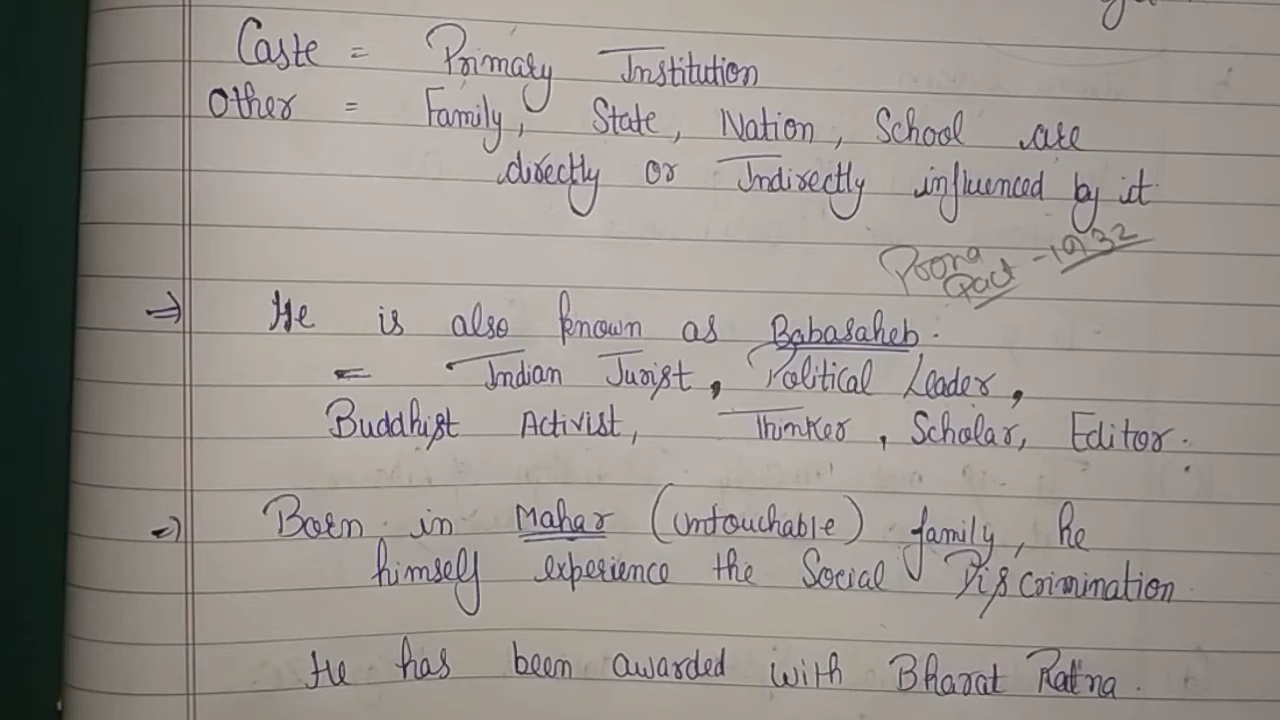 Caste = Primary Institution
Other = Family, State, Nation, School are
directly or Indirectly influenced by it
Poona Pact - 1932
⇒ He is also known as Babasaheb.
= Indian Jurist, Political Leader,
Buddhist Activist, Thinker, Scholar, Editor.
⇒ Born in Mahar (Untouchable) family, he
himself experience the Social Discrimination.
He has been awarded with Bharat Ratna.